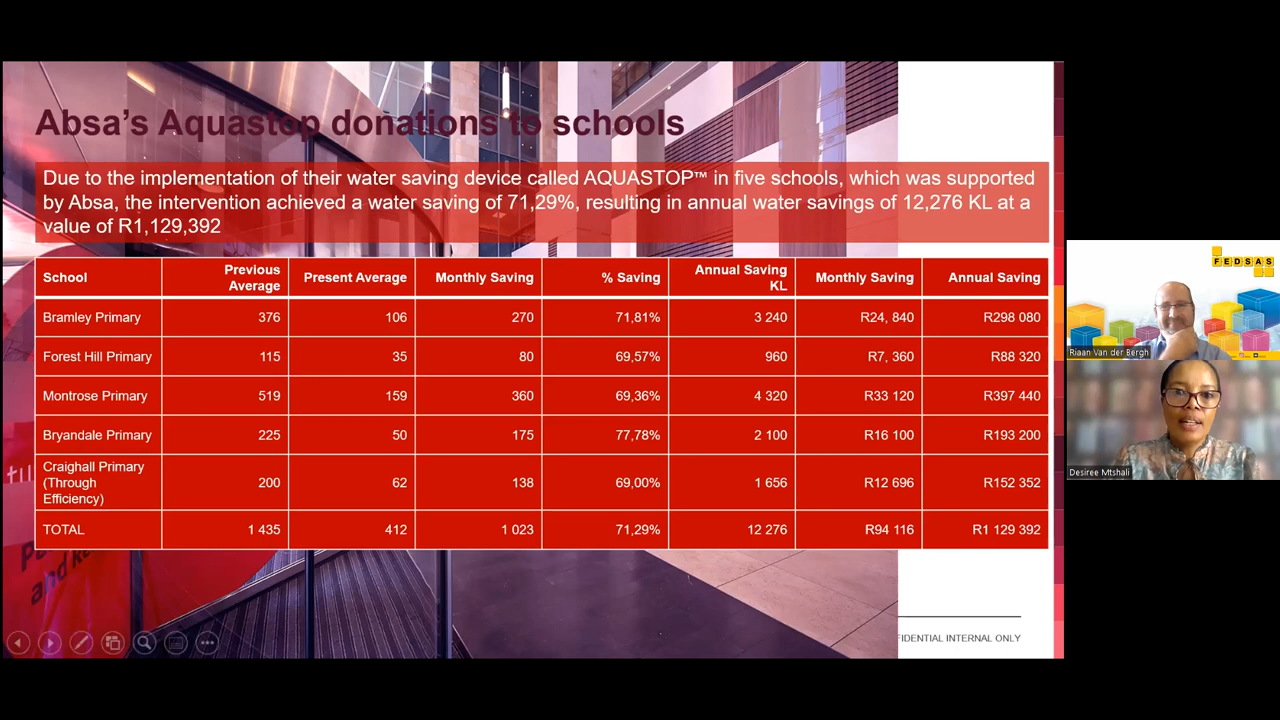 Absa's Aquastop donations to schools
Due to the implementation of their water saving device called AQUASTOP™ in five schools, which was supported
by Absa, the intervention achieved a water saving of 71,29%, resulting in annual water savings of 12,276 KL at a
value of R1,129,392
School Previous Average Present Average Monthly Saving % Saving Annual Saving KL Monthly Saving Annual Saving
Bramley Primary 376 106 270 71,81% 3 240 R24, 840 R298 080
Forest Hill Primary 115 35 80 69,57% 960 R7, 360 R88 320
Montrose Primary 519 159 360 69,36% 4 320 R33 120 R397 440
Bryandale Primary 225 50 175 77,78% 2 100 R16 100 R193 200
Craighall Primary (Through Efficiency) 200 62 138 69,00% 1 656 R12 696 R152 352
TOTAL 1 435 412 1 023 71,29% 12 276 R94 116 R1 129 392
and
FIDENTIAL INTERNAL ONLY
FEDSAS
Riaan Van der Bergh
Desiree Mtshali